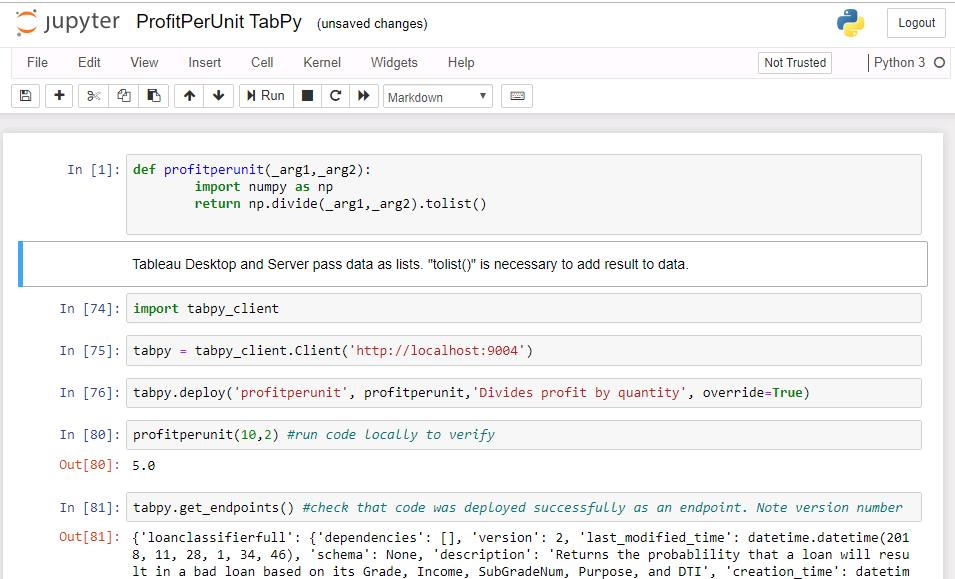 jupyter ProfitPerUnit TabPy (unsaved changes) Logout
File Edit View Insert Cell Kernel Widgets Help Not Trusted Python 3
Run Markdown
In [1]: def profitperunit(_arg1,_arg2):
import numpy as np
return np.divide(_arg1,_arg2).tolist()
Tableau Desktop and Server pass data as lists. "tolist()" is necessary to add result to data.
In [74]: import tabpy_client
In [75]: tabpy = tabpy_client.Client('http://localhost:9004')
In [76]: tabpy.deploy('profitperunit', profitperunit,'Divides profit by quantity', override=True)
In [80]: profitperunit(10,2) #run code locally to verify
Out[80]: 5.0
In [81]: tabpy.get_endpoints() #check that code was deployed successfully as an endpoint. Note version number
Out[81]: {'loanclassifierfull': {'dependencies': [], 'version': 2, 'last_modified_time': datetime.datetime(201
8, 11, 28, 1, 34, 46), 'schema': None, 'description': 'Returns the probablility that a loan will resu
lt in a bad loan based on its Grade, Income, SubGradeNum, Purpose, and DTI', 'creation_time': datetim